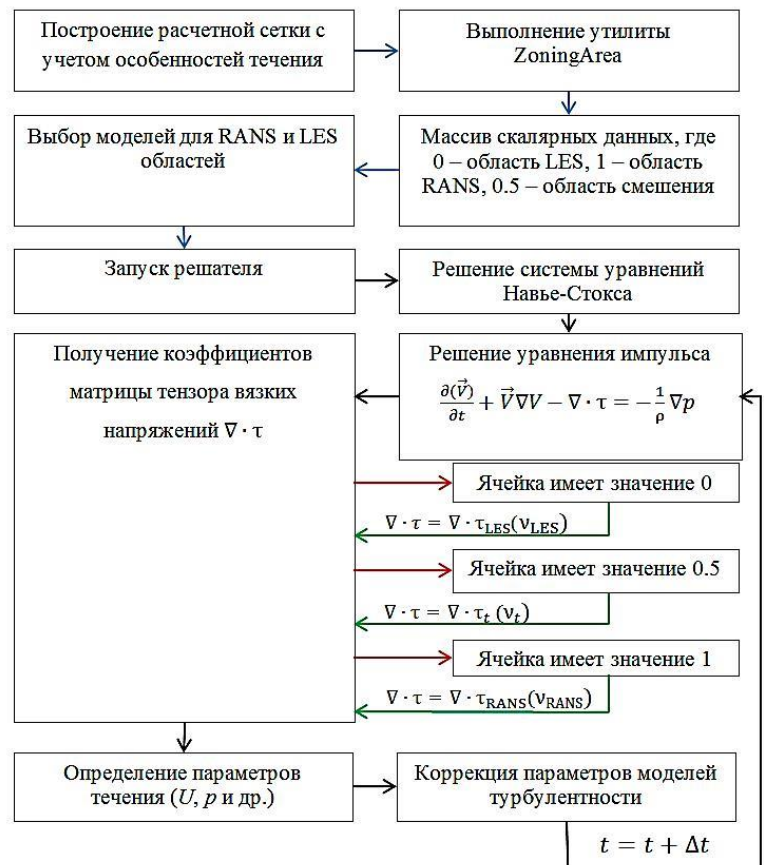 Построение расчетной сетки с
учетом особенностей течения
Выполнение утилиты
ZoningArea
Массив скалярных данных, где
0 – область LES, 1 – область
RANS, 0.5 – область смешения
Выбор моделей для RANS и LES
областей
Запуск решателя
Решение системы уравнений
Навье-Стокса
Решение уравнения импульса
∂(V⃗)/∂t + V⃗∇V − ∇ · τ = −1/ρ ∇p
Получение коэффициентов
матрицы тензора вязких
напряжений ∇ · τ
Ячейка имеет значение 0
∇ · τ = ∇ · τ_LES(ν_LES)
Ячейка имеет значение 0.5
∇ · τ = ∇ · τ_t (ν_t)
Ячейка имеет значение 1
∇ · τ = ∇ · τ_RANS(ν_RANS)
Определение параметров
течения (U, p и др.)
Коррекция параметров моделей
турбулентности
t = t + Δt